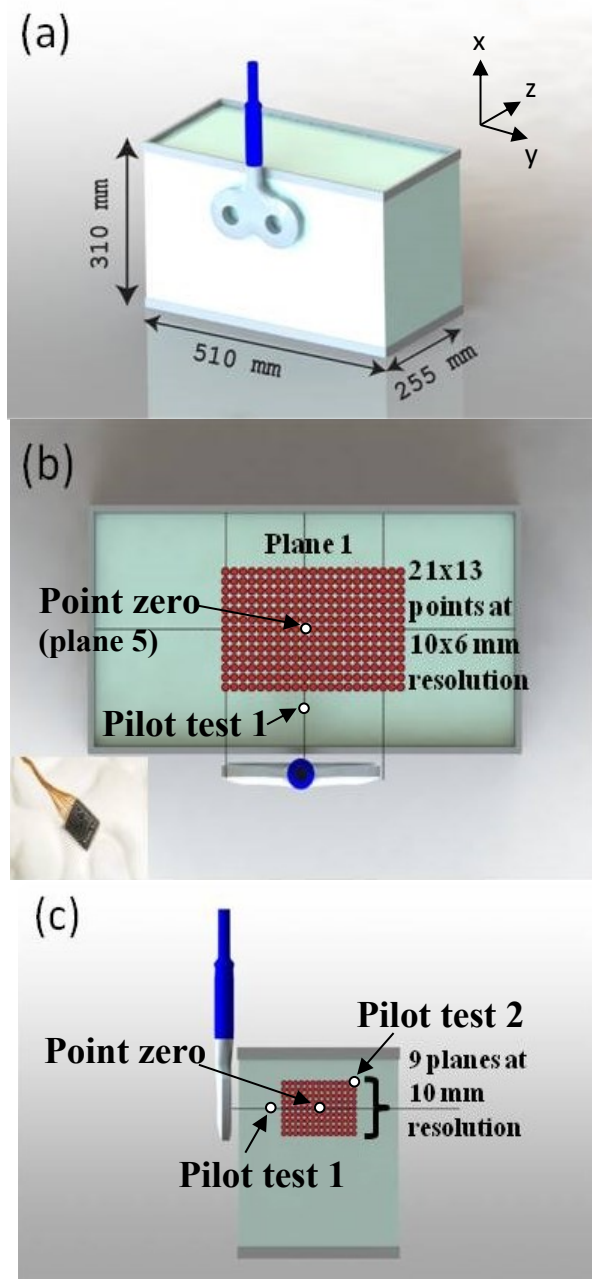 (a)
x
z
y
310 mm
510 mm
255 mm
(b)
Plane 1
21x13
points at
10x6 mm
resolution
Point zero
(plane 5)
Pilot test 1
(c)
Pilot test 2
Point zero
9 planes at
10 mm
resolution
Pilot test 1